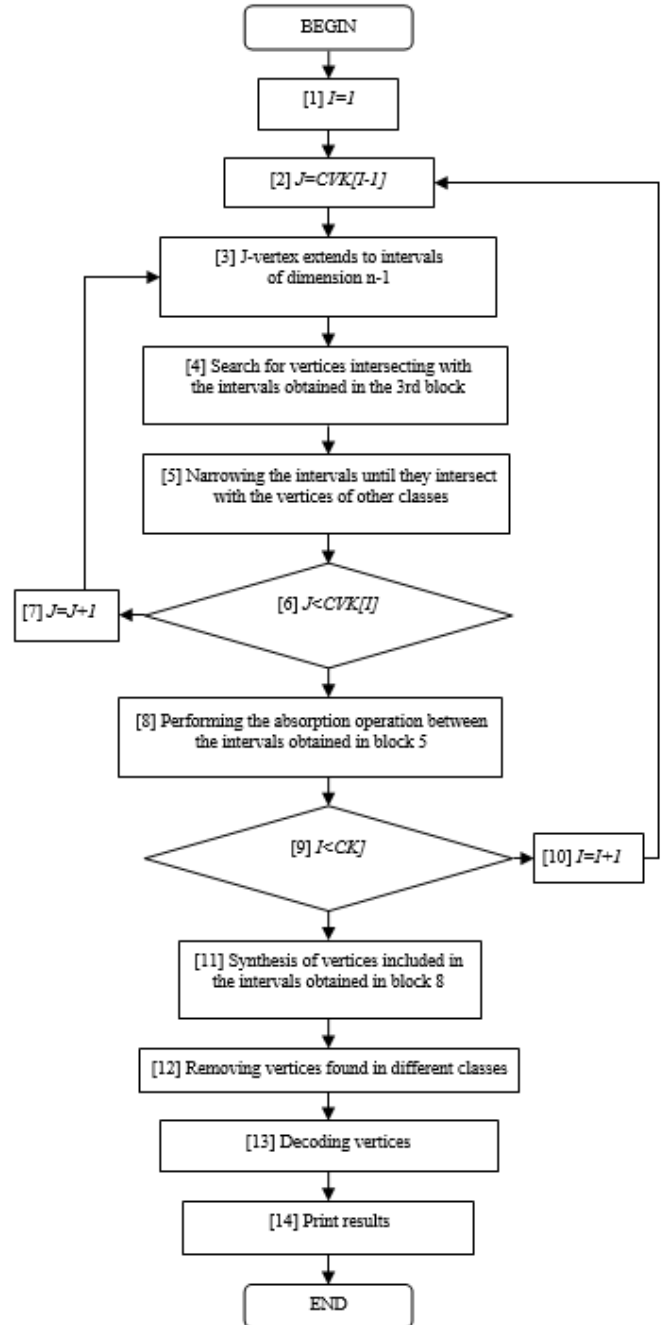 BEGIN
[1] I=1
[2] J=CVK[I-1]
[3] J-vertex extends to intervals
of dimension n-1
[4] Search for vertices intersecting with
the intervals obtained in the 3rd block
[5] Narrowing the intervals until they intersect
with the vertices of other classes
[6] J<CVK[I]
[7] J=J+1
[8] Performing the absorption operation between
the intervals obtained in block 5
[9] I<CK]
[10] I=I+1
[11] Synthesis of vertices included in
the intervals obtained in block 8
[12] Removing vertices found in different classes
[13] Decoding vertices
[14] Print results
END